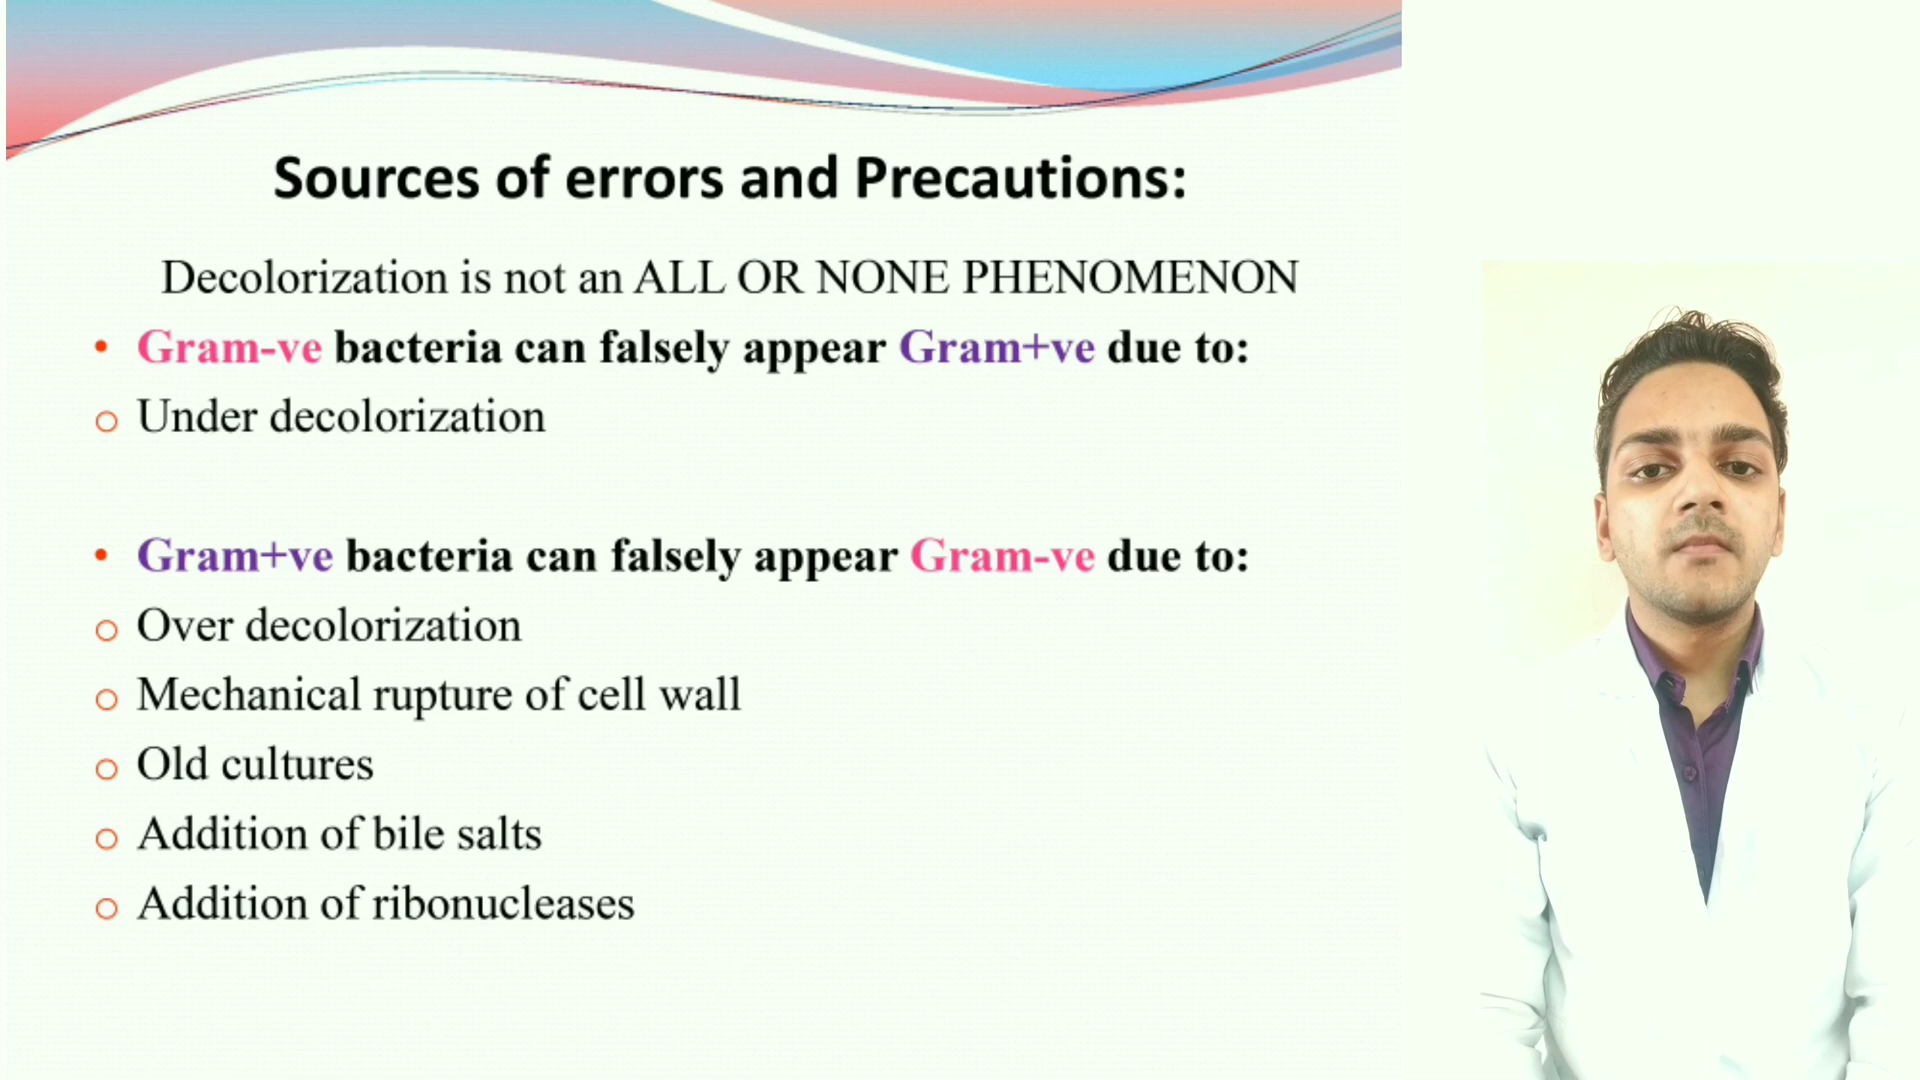 Sources of errors and Precautions:
Decolorization is not an ALL OR NONE PHENOMENON
• Gram-ve bacteria can falsely appear Gram+ve due to:
o Under decolorization
• Gram+ve bacteria can falsely appear Gram-ve due to:
o Over decolorization
o Mechanical rupture of cell wall
o Old cultures
o Addition of bile salts
o Addition of ribonucleases